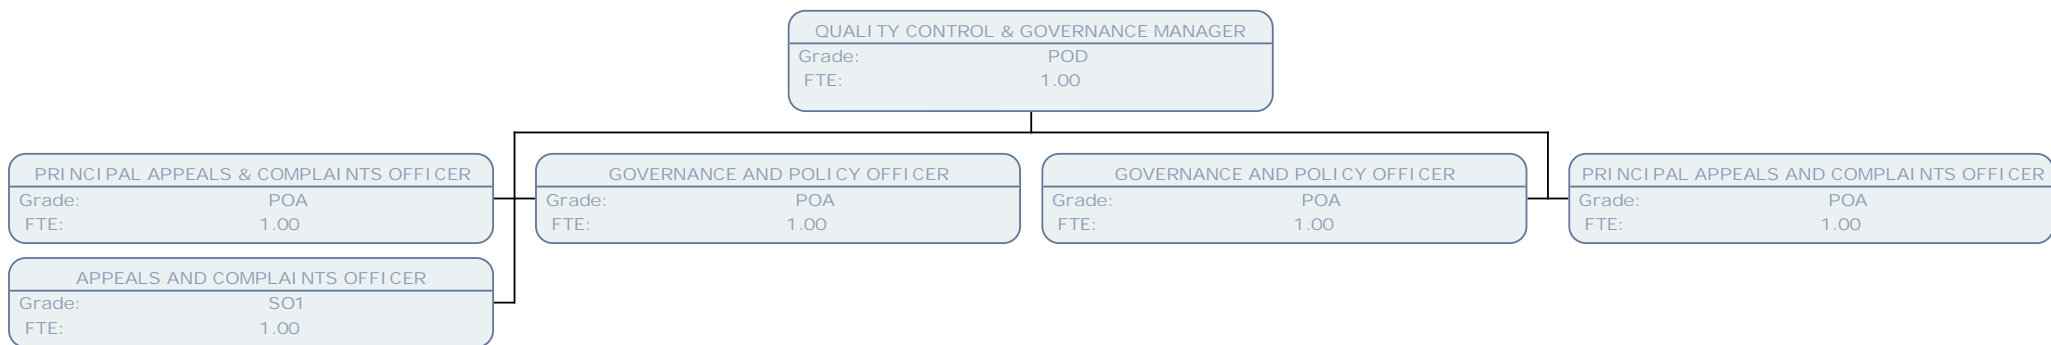 QUALITY CONTROL & GOVERNANCE MANAGER
Grade: POD
FTE: 1.00
PRINCIPAL APPEALS & COMPLAINTS OFFICER
Grade: POA
FTE: 1.00
GOVERNANCE AND POLICY OFFICER
Grade: POA
FTE: 1.00
GOVERNANCE AND POLICY OFFICER
Grade: POA
FTE: 1.00
PRINCIPAL APPEALS AND COMPLAINTS OFFICER
Grade: POA
FTE: 1.00
APPEALS AND COMPLAINTS OFFICER
Grade: SO1
FTE: 1.00